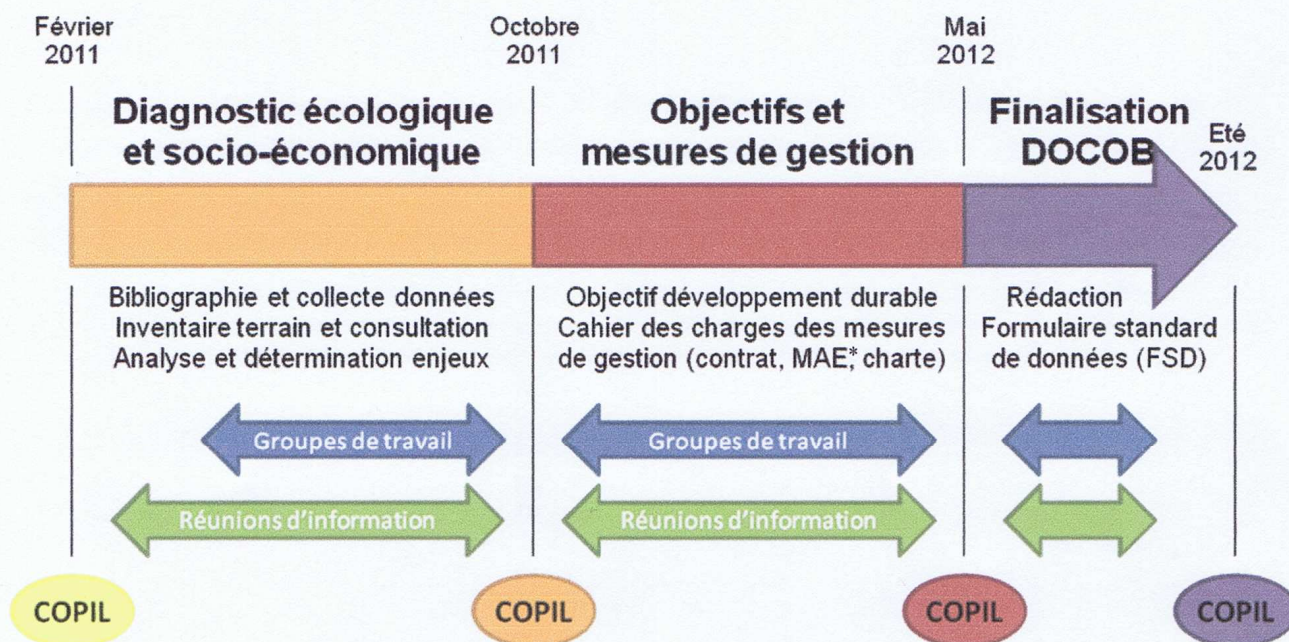 Février
2011
Octobre
2011
Mai
2012
Diagnostic écologique
et socio-économique
Objectifs et
mesures de gestion
Finalisation
DOCOB
Eté
2012
Bibliographie et collecte données
Inventaire terrain et consultation
Analyse et détermination enjeux
Objectif développement durable
Cahier des charges des mesures
de gestion (contrat, MAE*, charte)
Rédaction
Formulaire standard
de données (FSD)
Groupes de travail
Groupes de travail
Réunions d'information
Réunions d'information
COPIL
COPIL
COPIL
COPIL